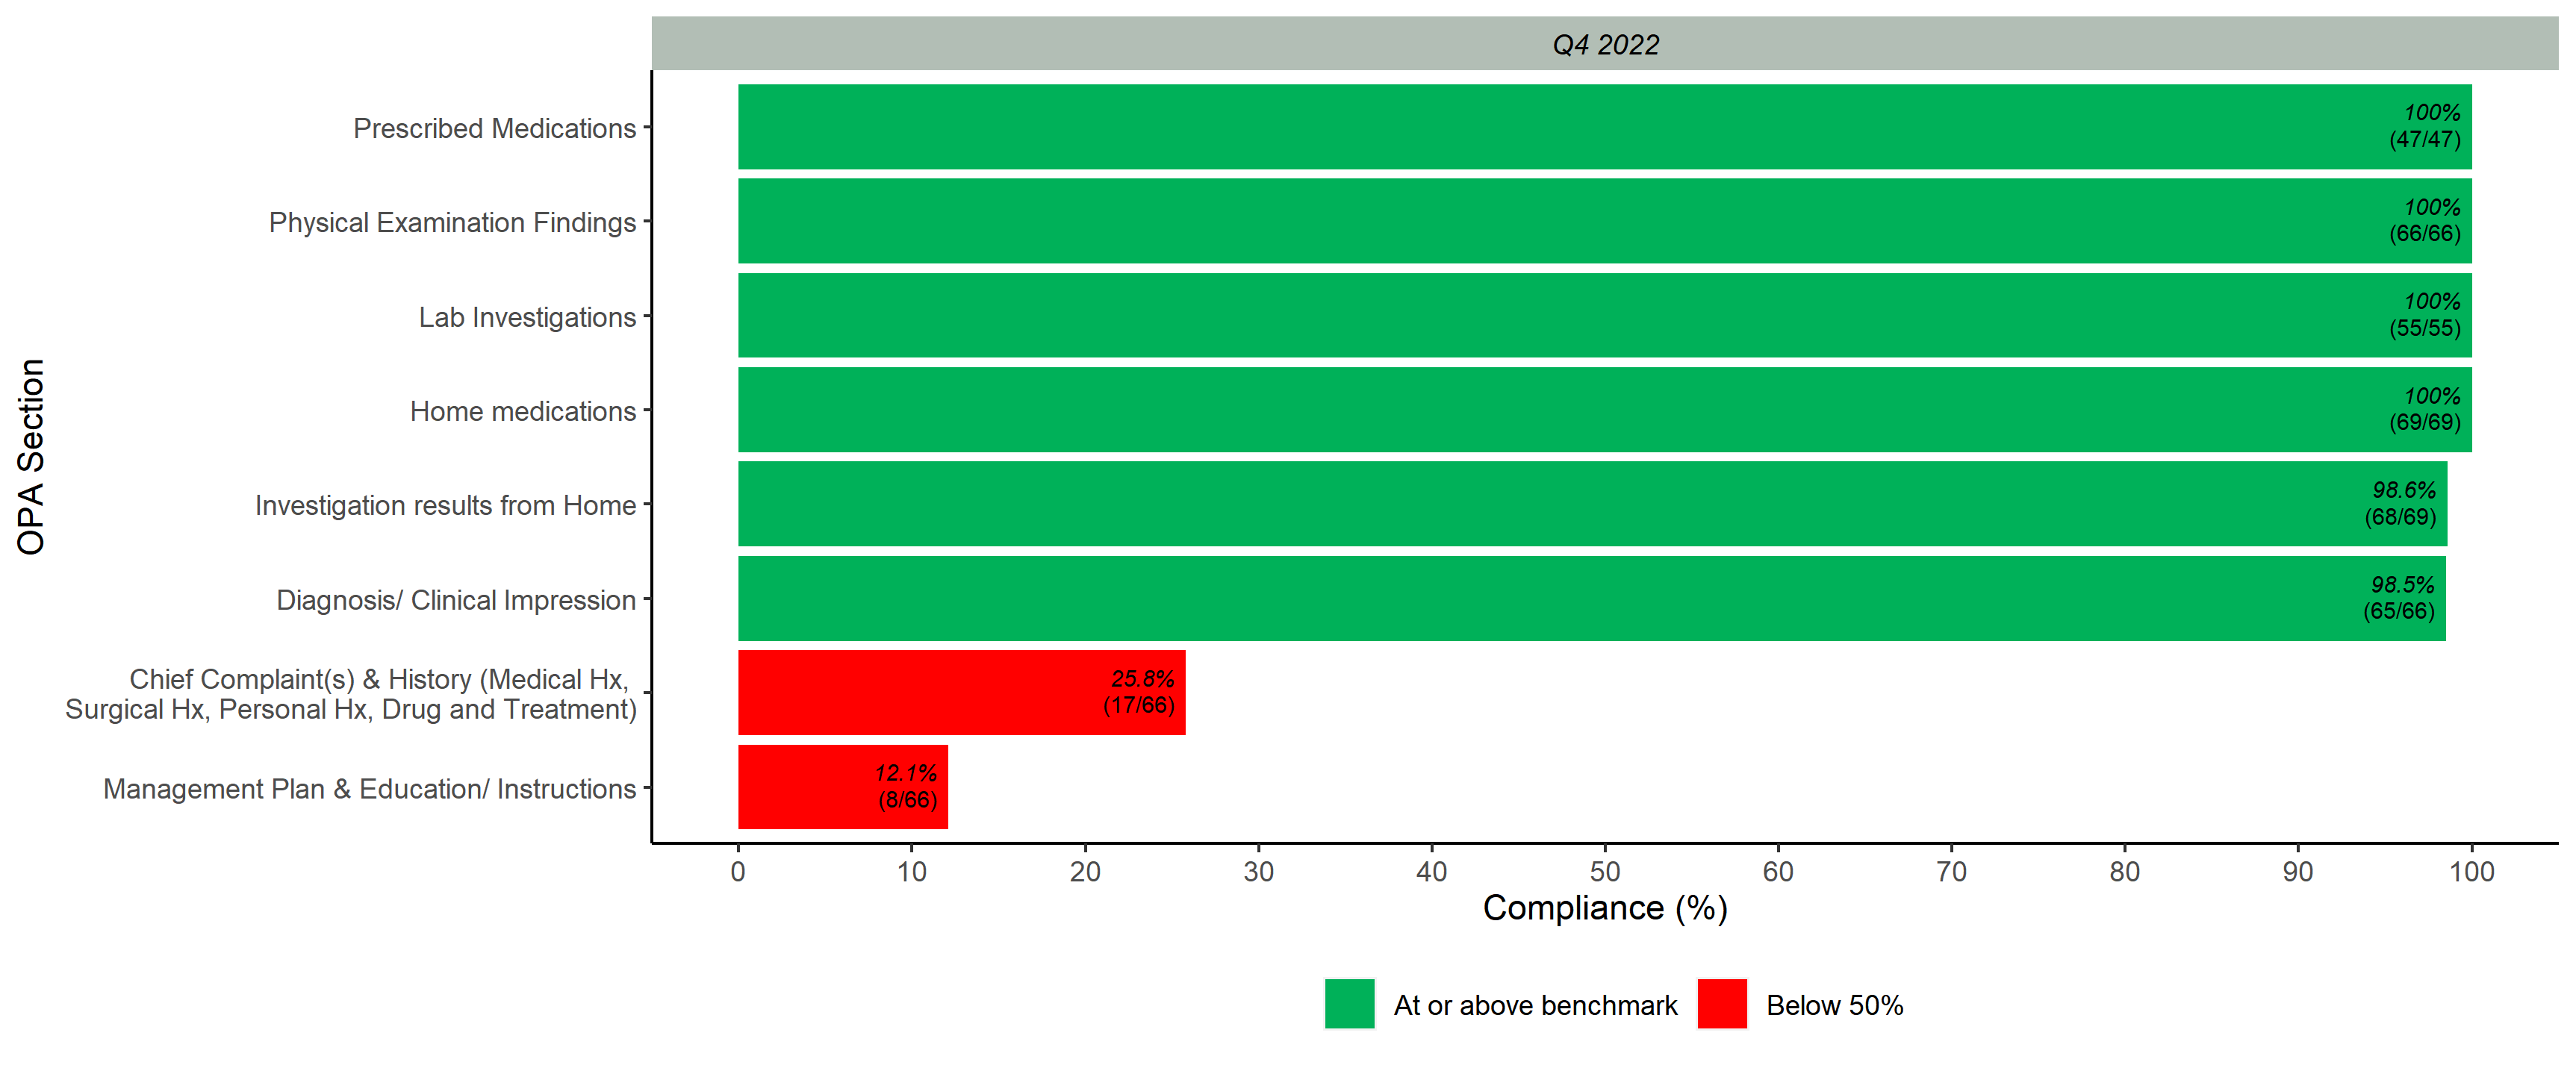 Q4 2022
OPA Section
Prescribed Medications
100%
(47/47)
Physical Examination Findings
100%
(66/66)
Lab Investigations
100%
(55/55)
Home medications
100%
(69/69)
Investigation results from Home
98.6%
(68/69)
Diagnosis/ Clinical Impression
98.5%
(65/66)
Chief Complaint(s) & History (Medical Hx,
Surgical Hx, Personal Hx, Drug and Treatment)
25.8%
(17/66)
Management Plan & Education/ Instructions
12.1%
(8/66)
0 10 20 30 40 50 60 70 80 90 100
Compliance (%)
At or above benchmark Below 50%